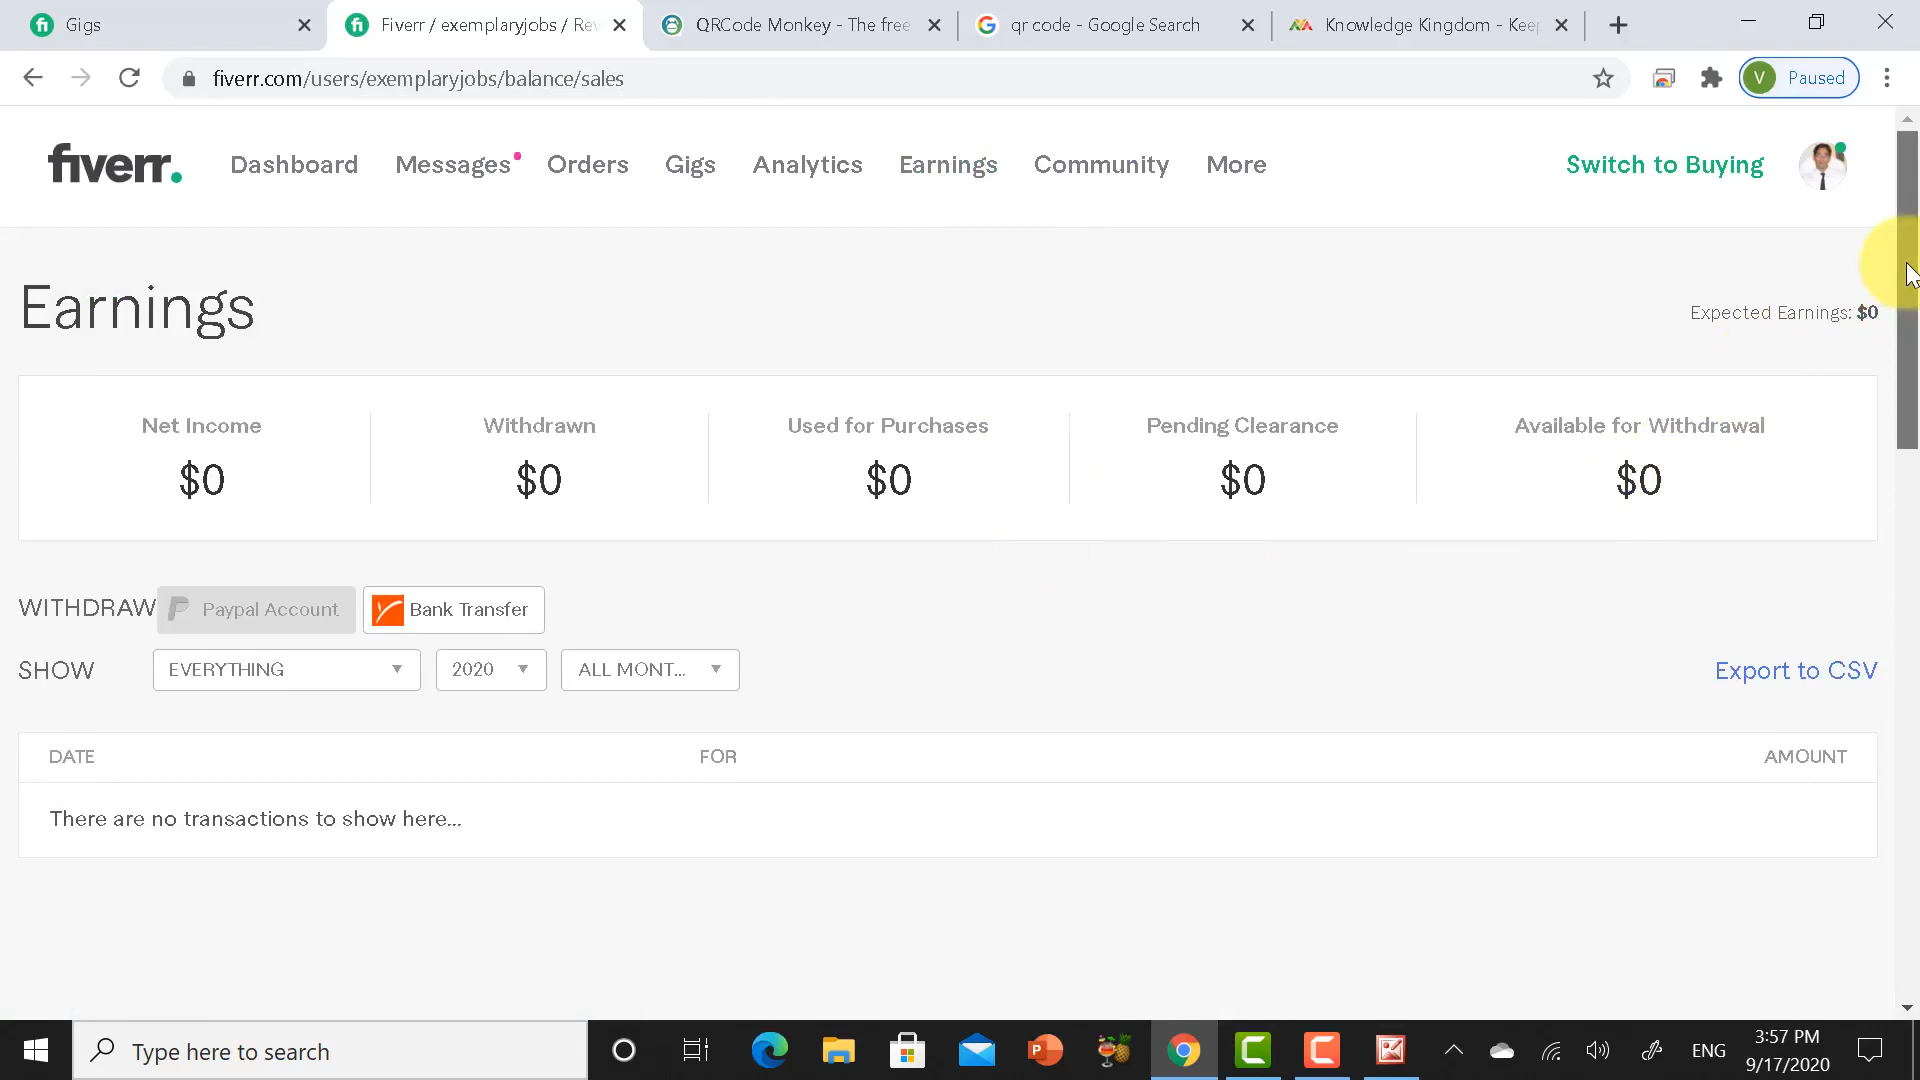 Gigs
Fiverr / exemplaryjobs / Rev
QRCode Monkey - The free
qr code - Google Search
Knowledge Kingdom - Keep
fiverr.com/users/exemplaryjobs/balance/sales
V Paused
fiverr.
Dashboard Messages Orders Gigs Analytics Earnings Community More
Switch to Buying
Earnings
Expected Earnings: $0
Net Income Withdrawn Used for Purchases Pending Clearance Available for Withdrawal
$0 $0 $0 $0 $0
WITHDRAW Paypal Account Bank Transfer
SHOW EVERYTHING 2020 ALL MONT...
Export to CSV
DATE FOR AMOUNT
There are no transactions to show here...
Type here to search
ENG
3:57 PM
9/17/2020